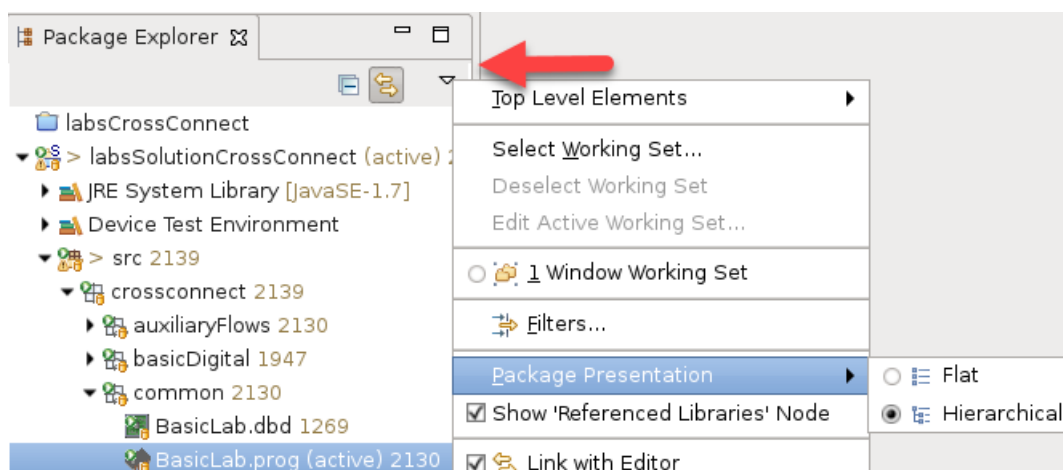 Package Explorer
labsCrossConnect
> labsSolutionCrossConnect (active)
JRE System Library [JavaSE-1.7]
Device Test Environment
> src 2139
crossconnect 2139
auxiliaryFlows 2130
basicDigital 1947
common 2130
BasicLab.dbd 1269
BasicLab.prog (active) 2130
Top Level Elements
Select Working Set...
Deselect Working Set
Edit Active Working Set...
1 Window Working Set
Filters...
Package Presentation
Show 'Referenced Libraries' Node
Link with Editor
Flat
Hierarchical